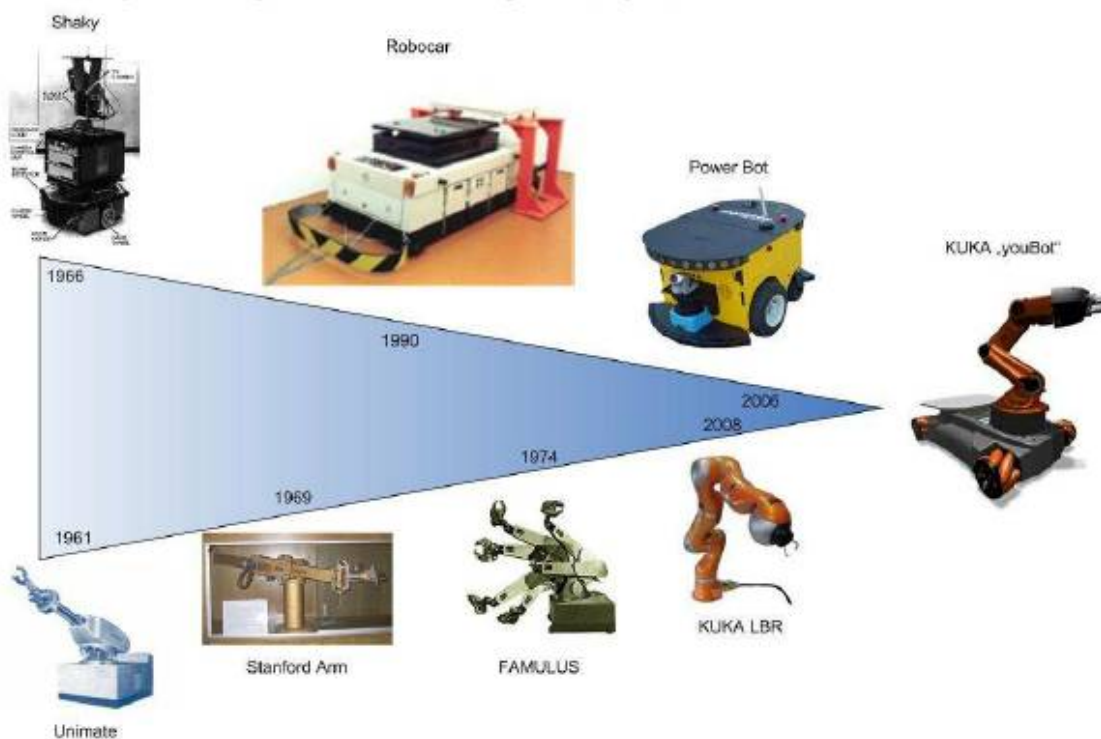 Shaky
Robocar
Power Bot
KUKA „youBot“
1966
1990
2006
2008
1974
1969
1961
Stanford Arm
FAMULUS
KUKA LBR
Unimate